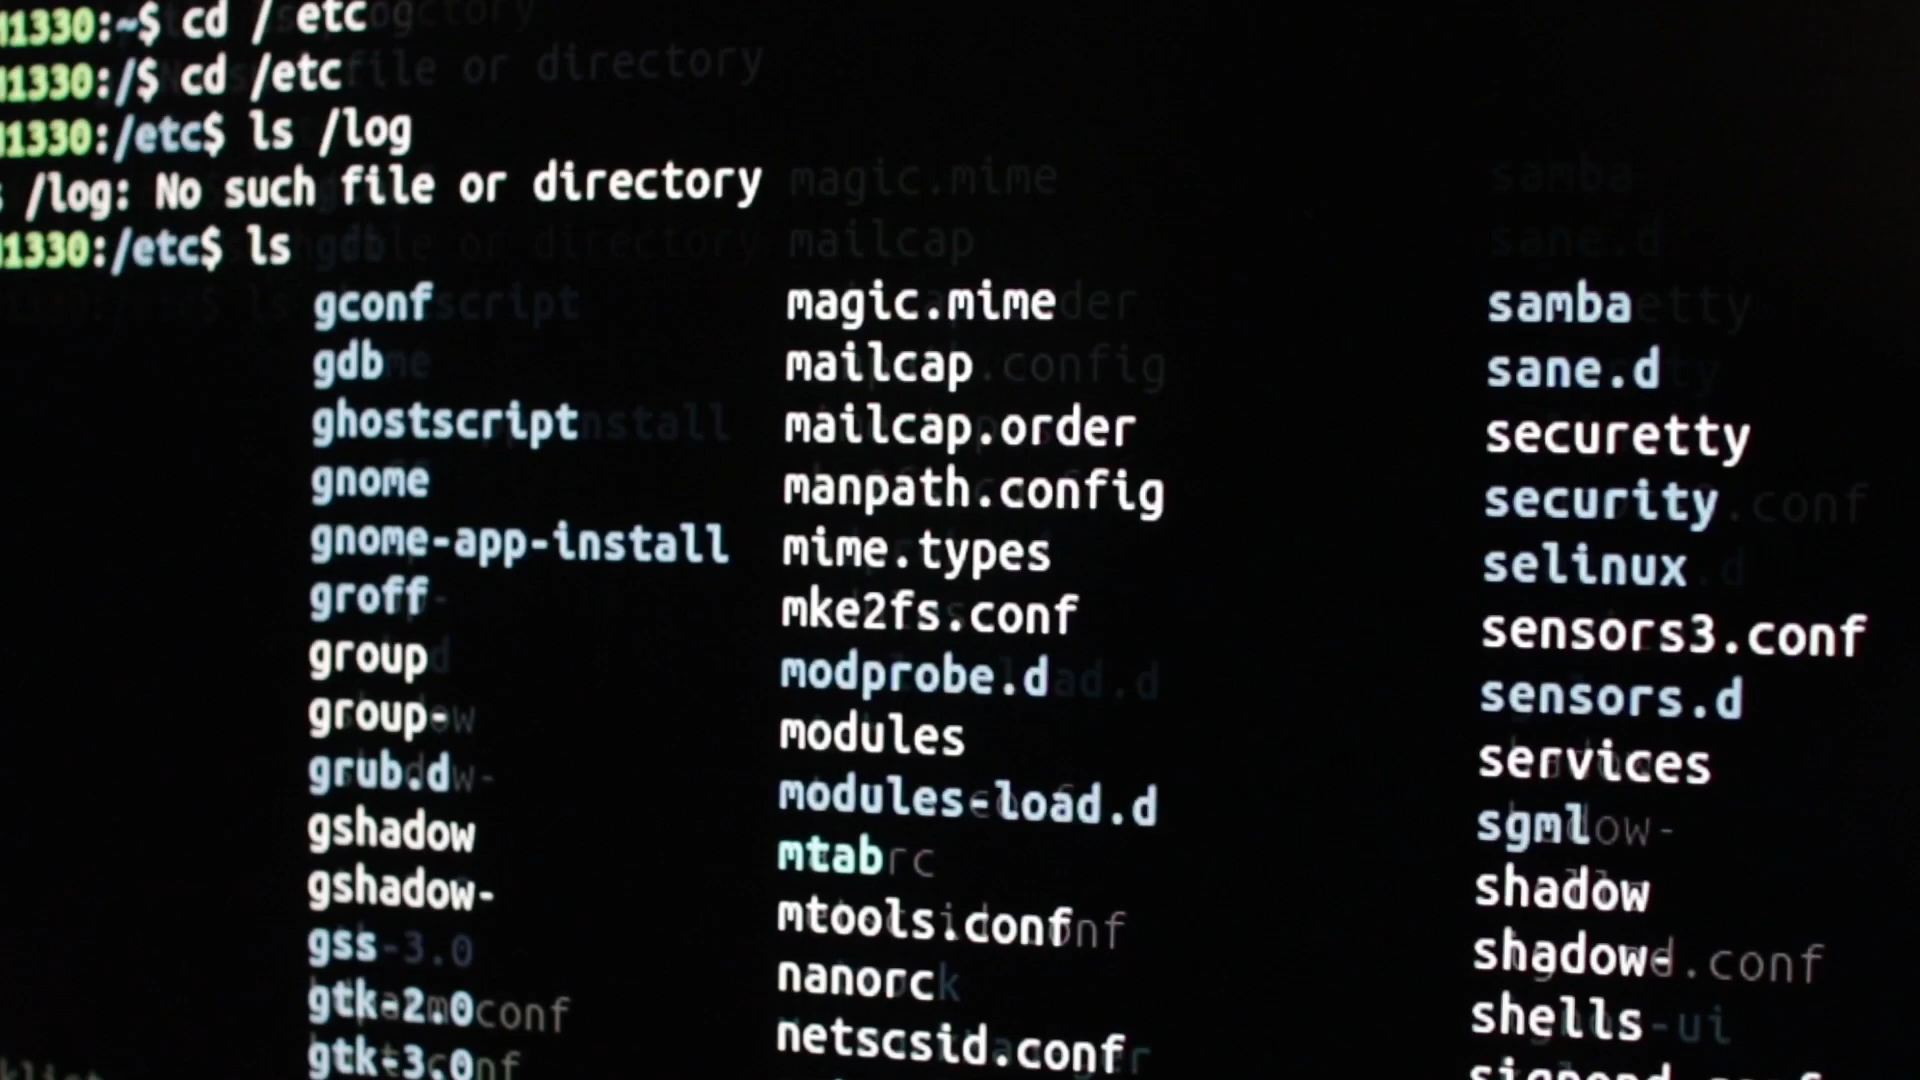 1330:~$ cd / etc
1330:/$ cd /etc
1330:/etc$ ls /log
/log: No such file or directory
1330:/etc$ ls
gconf magic.mime samba
gdb mailcap sane.d
ghostscript mailcap.order securetty
gnome manpath.config security
gnome-app-install mime.types selinux
groff mke2fs.conf sensors3.conf
group modprobe.d sensors.d
group- modules services
grub.d modules-load.d sgml
gshadow mtab shadow
gshadow- mtools.conf shadow-
gss nanorc shells
gtk-2.0 netscsid.conf
gtk-3.0